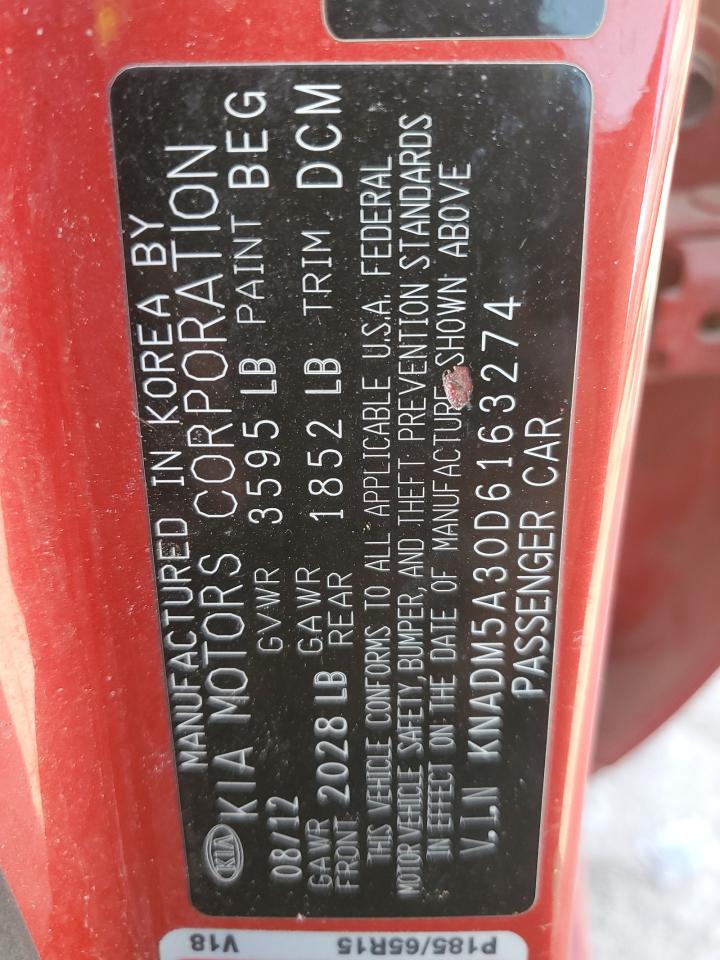 MANUFACTURED IN KOREA BY
KIA KIA MOTORS CORPORATION
08/12 GVWR 3595 LB PAINT BEG
GAWR FRONT 2028 LB GAWR REAR 1852 LB TRIM DCM
THIS VEHICLE CONFORMS TO ALL APPLICABLE U.S.A. FEDERAL
MOTOR VEHICLE SAFETY, BUMPER, AND THEFT PREVENTION STANDARDS
IN EFFECT ON THE DATE OF MANUFACTURE SHOWN ABOVE
V.I.N KNADM5A30D6163274
PASSENGER CAR
P185/65R15
V18